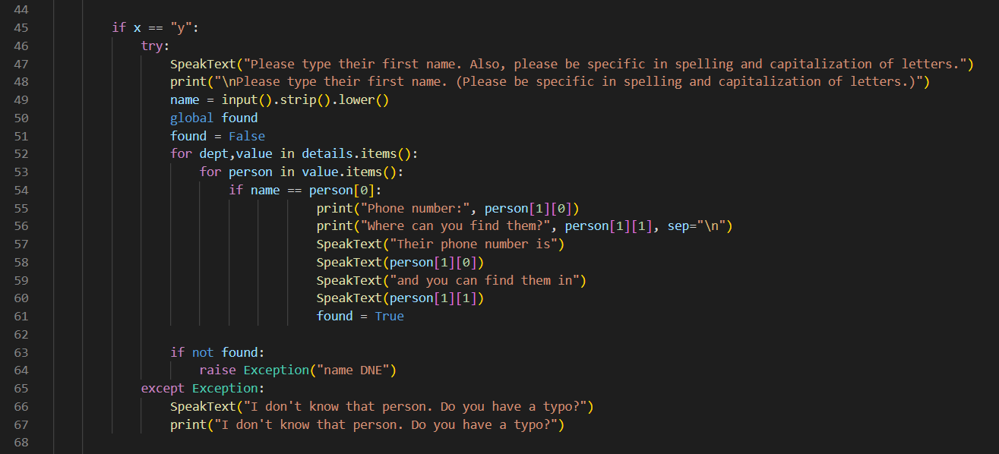 44
45 if x == "y":
46 try:
47 SpeakText("Please type their first name. Also, please be specific in spelling and capitalization of letters.")
48 print("\nPlease type their first name. (Please be specific in spelling and capitalization of letters.)")
49 name = input().strip().lower()
50 global found
51 found = False
52 for dept,value in details.items():
53 for person in value.items():
54 if name == person[0]:
55 print("Phone number:", person[1][0])
56 print("Where can you find them?", person[1][1], sep="\n")
57 SpeakText("Their phone number is")
58 SpeakText(person[1][0])
59 SpeakText("and you can find them in")
60 SpeakText(person[1][1])
61 found = True
62
63 if not found:
64 raise Exception("name DNE")
65 except Exception:
66 SpeakText("I don't know that person. Do you have a typo?")
67 print("I don't know that person. Do you have a typo?")
68